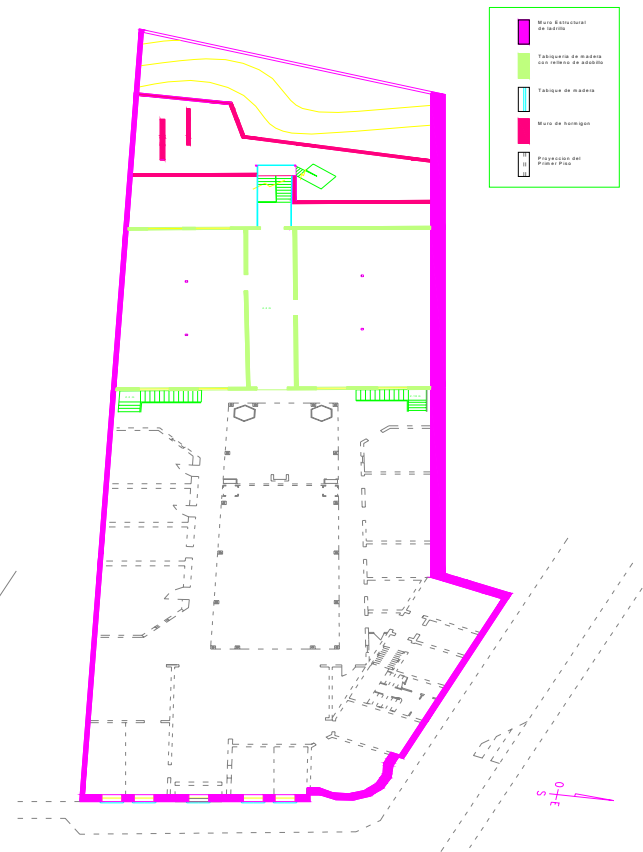 Muro Estructural
de ladrillo
Tabiqueria de madera
con relleno de adobillo
Tabique de madera
Muro de hormigon
Proyeccion del
Primer Piso
O
S
E